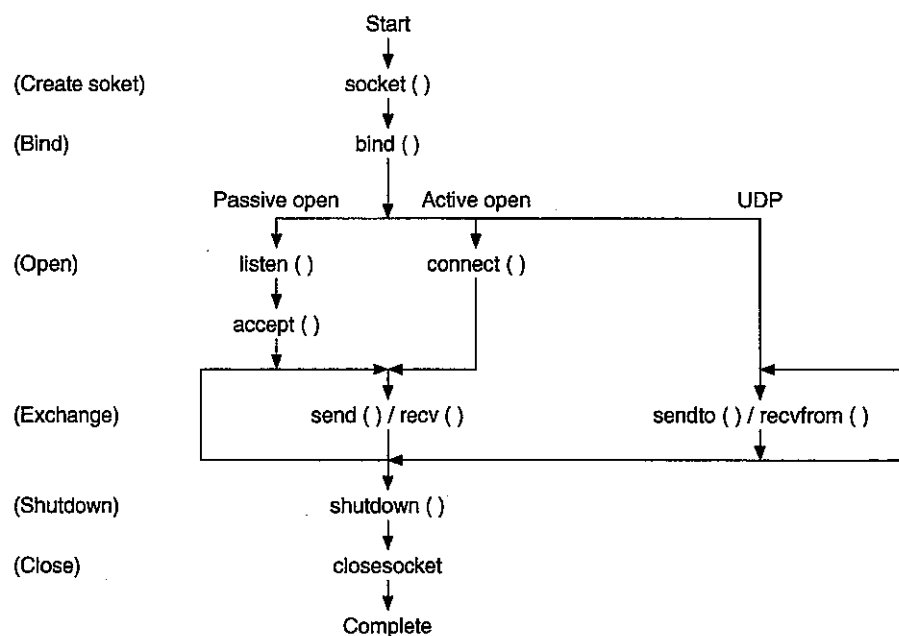 Start
(Create soket) socket ( )
(Bind) bind ( )
Passive open Active open UDP
(Open) listen ( ) connect ( )
accept ( )
(Exchange) send ( ) / recv ( ) sendto ( ) / recvfrom ( )
(Shutdown) shutdown ( )
(Close) closesocket
Complete